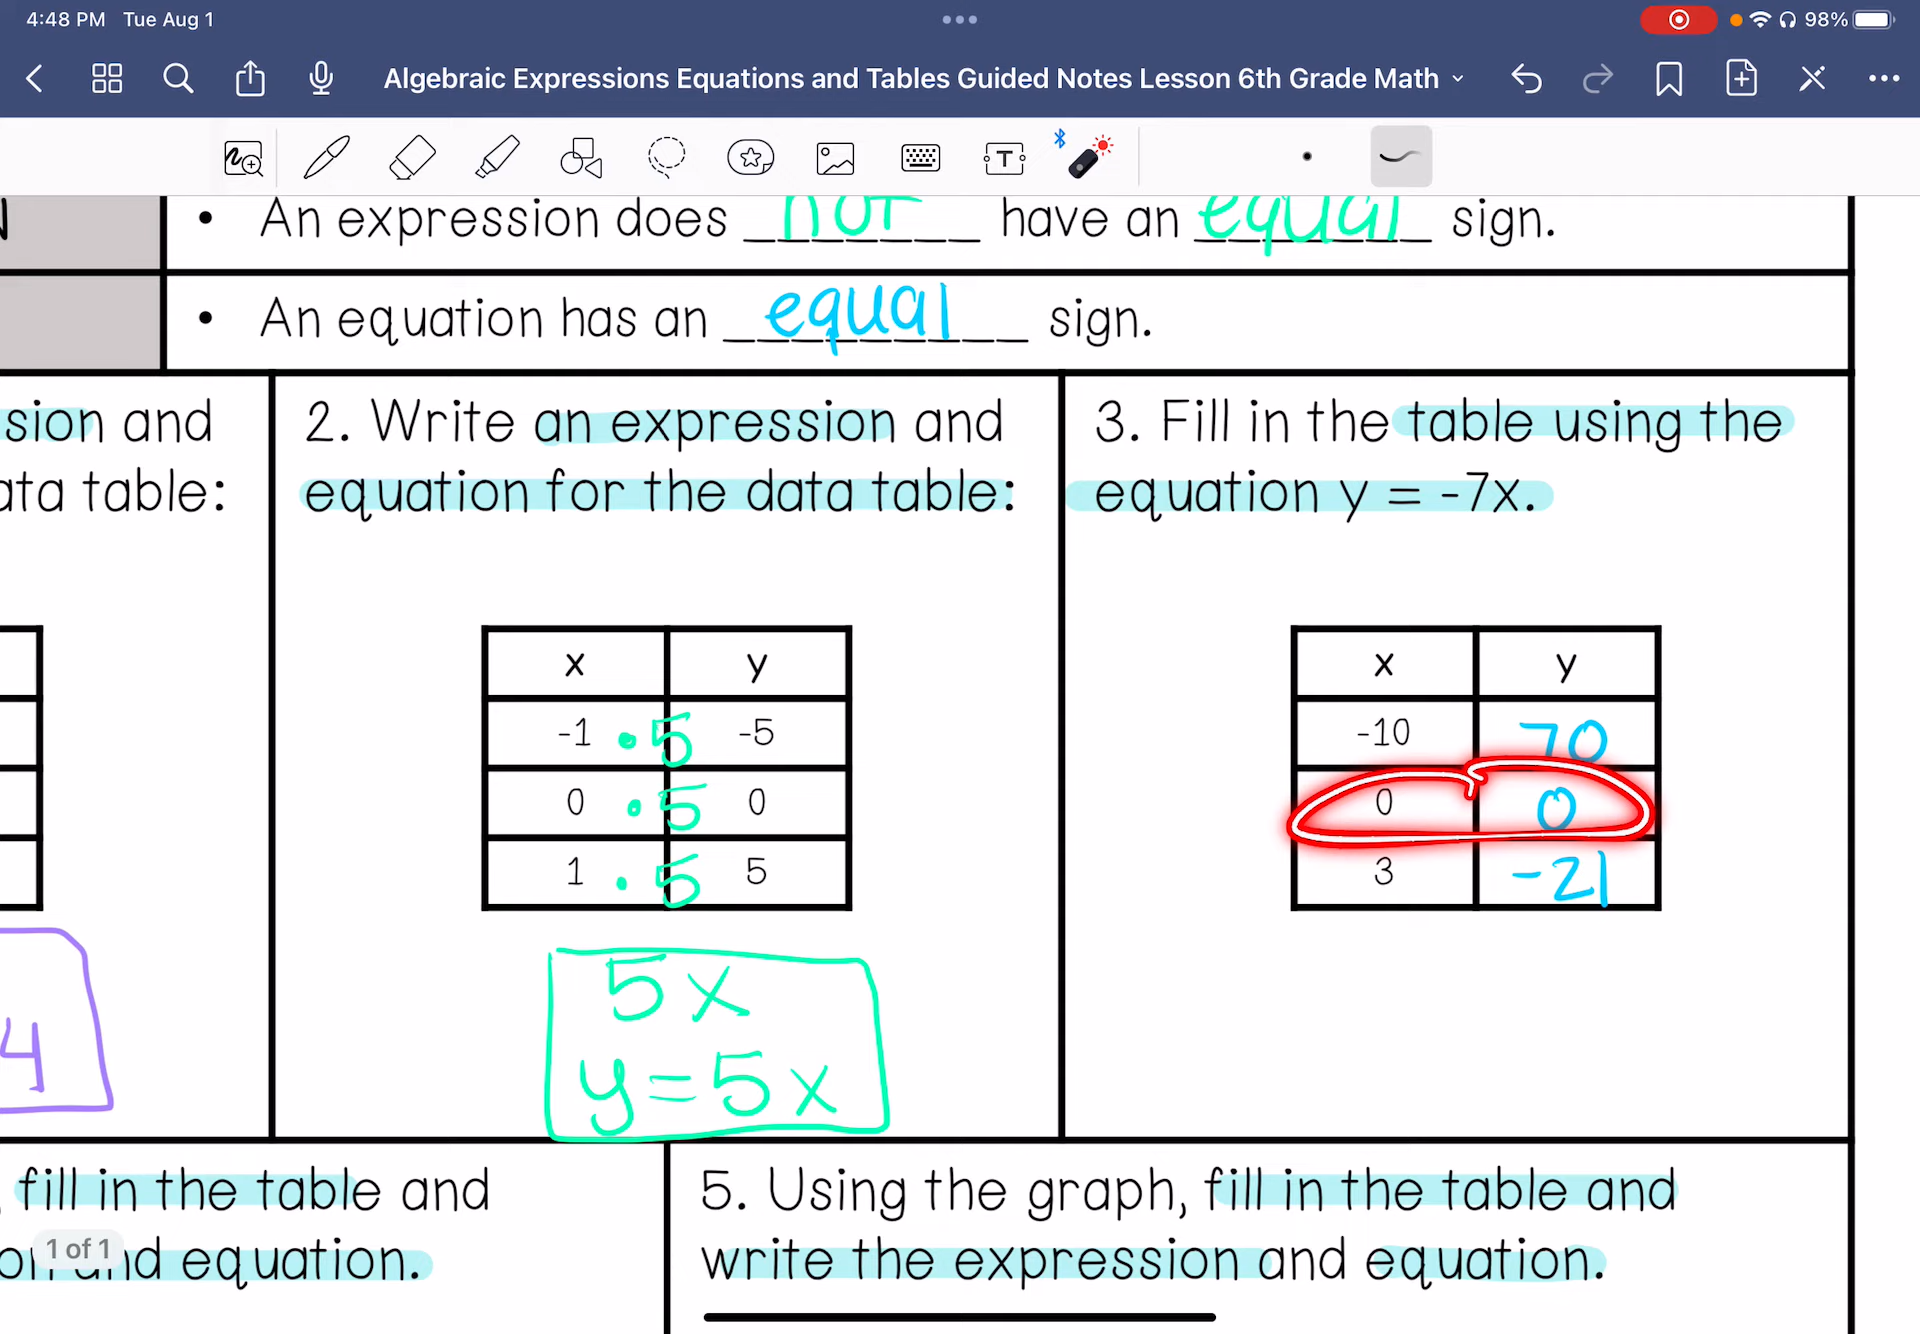 4:48 PM Tue Aug 1
98%
Algebraic Expressions Equations and Tables Guided Notes Lesson 6th Grade Math
• An expression does not have an equal sign.
• An equation has an equal sign.
sion and
ata table:
4
2. Write an expression and
equation for the data table:
x y
-1 •5 -5
0 •5 0
1 •5 5
5x
y=5x
3. Fill in the table using the
equation y = -7x.
x y
-10 70
0 0
3 -21
fill in the table and
and equation.
1 of 1
5. Using the graph, fill in the table and
write the expression and equation.